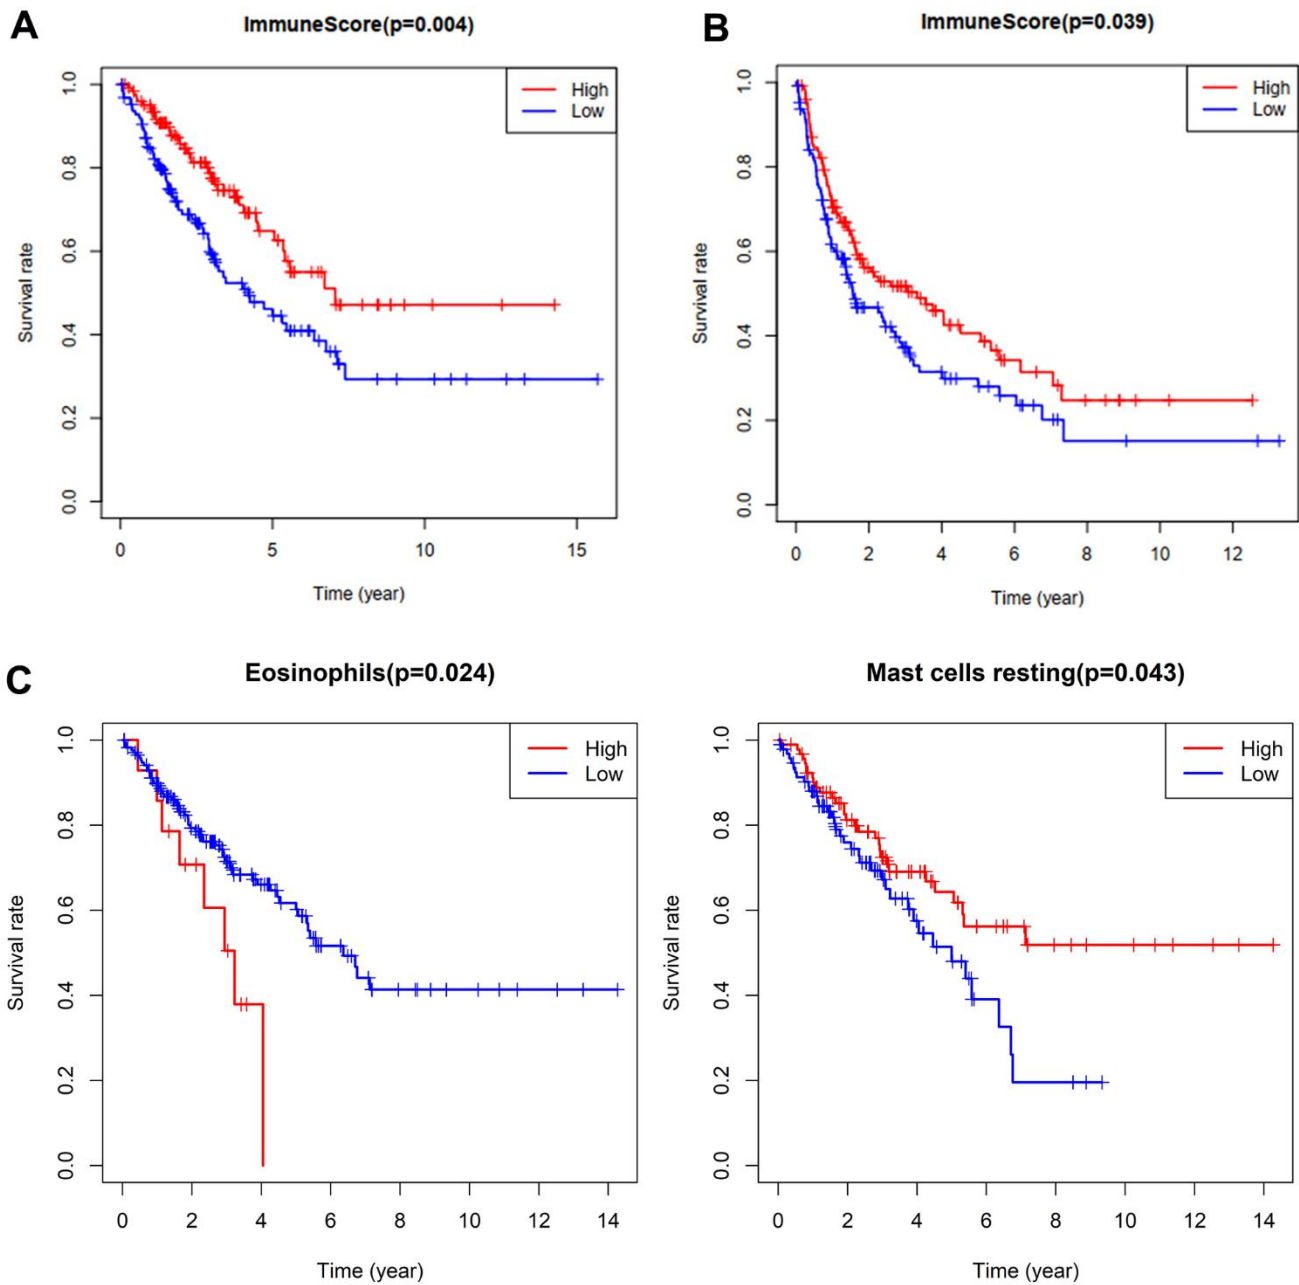 A
ImmuneScore(p=0.004)
High
Low
Survival rate
1.0
0.8
0.6
0.4
0.2
0.0
0 5 10 15
Time (year)
B
ImmuneScore(p=0.039)
High
Low
Survival rate
1.0
0.8
0.6
0.4
0.2
0.0
0 2 4 6 8 10 12
Time (year)
C
Eosinophils(p=0.024)
High
Low
Survival rate
1.0
0.8
0.6
0.4
0.2
0.0
0 2 4 6 8 10 12 14
Time (year)
Mast cells resting(p=0.043)
High
Low
Survival rate
1.0
0.8
0.6
0.4
0.2
0.0
0 2 4 6 8 10 12 14
Time (year)